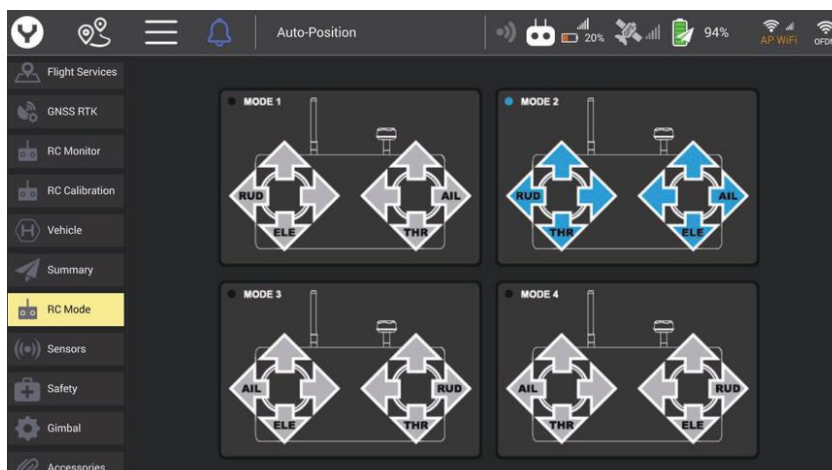 Auto-Position
20%
94%
AP WiFi
Flight Services
GNSS RTK
RC Monitor
RC Calibration
Vehicle
Summary
RC Mode
Sensors
Safety
Gimbal
Accessories
MODE 1
RUD
ELE
AIL
THR
MODE 2
RUD
THR
AIL
ELE
MODE 3
AIL
ELE
RUD
THR
MODE 4
AIL
THR
RUD
ELE